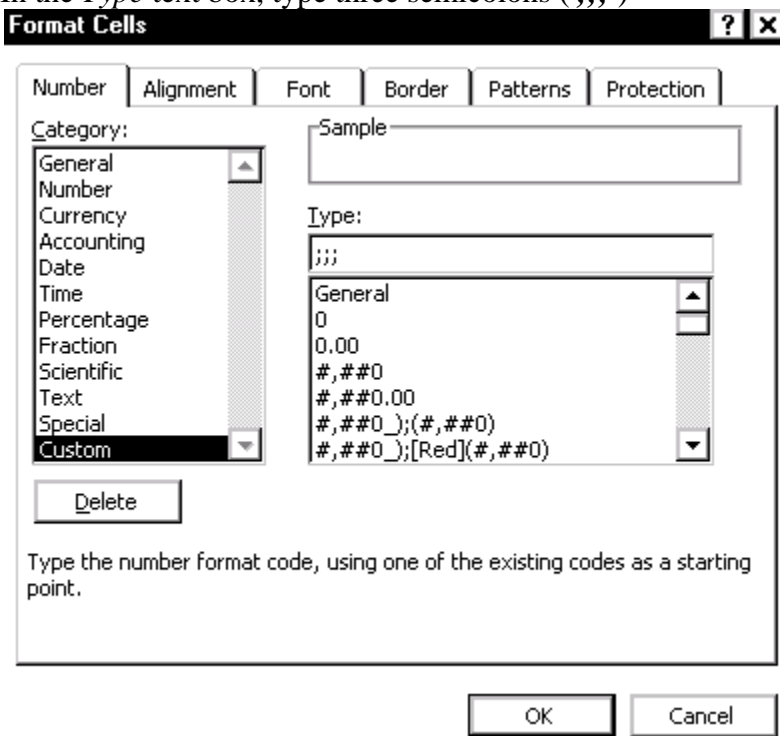 In the Type text box, type three semicolons ( ;;; )
Format Cells ? x
Number Alignment Font Border Patterns Protection
Category:
General
Number
Currency
Accounting
Date
Time
Percentage
Fraction
Scientific
Text
Special
Custom
Sample
Type:
;;;
General
0
0.00
#,##0
#,##0.00
#,##0_);(#,##0)
#,##0_);[Red](#,##0)
Delete
Type the number format code, using one of the existing codes as a starting
point.
OK Cancel